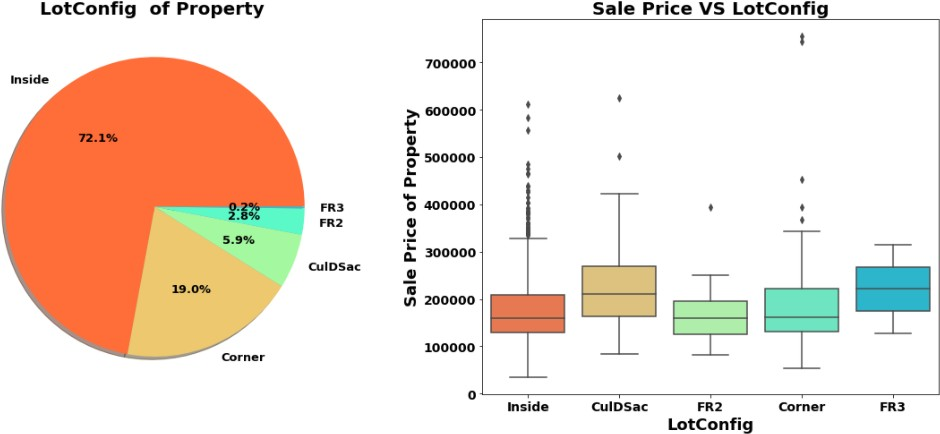 LotConfig  of Property
Inside
72.1%
0.2%
FR3
2.8%
FR2
5.9%
CulDSac
19.0%
Corner
Sale Price VS LotConfig
Sale Price of Property
700000
600000
500000
400000
300000
200000
100000
0
Inside CulDSac FR2 Corner FR3
LotConfig